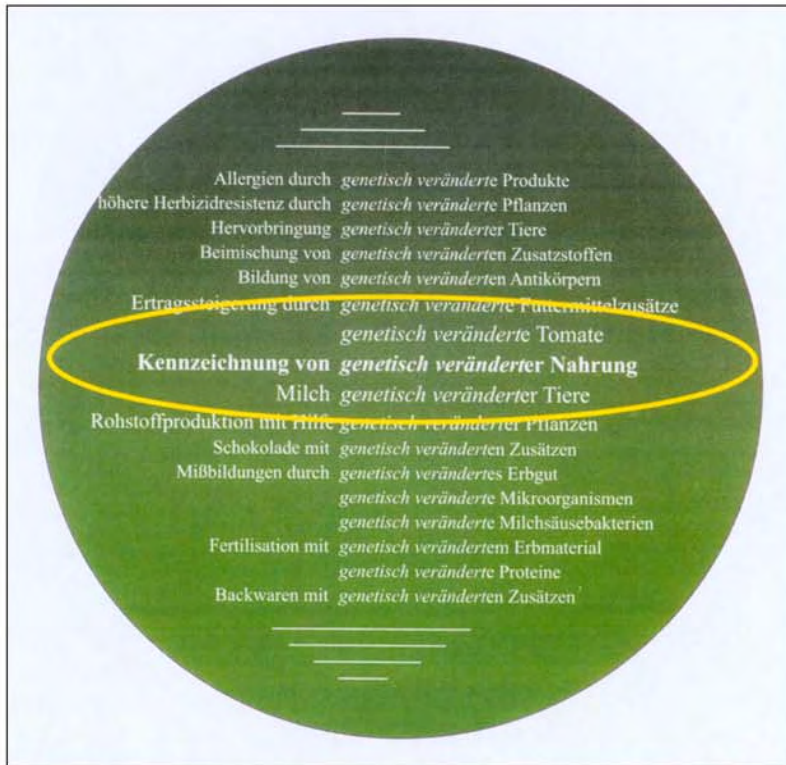 Allergien durch genetisch veränderte Produkte
höhere Herbizidresistenz durch genetisch veränderte Pflanzen
Hervorbringung genetisch veränderter Tiere
Beimischung von genetisch veränderten Zusatzstoffen
Bildung von genetisch veränderten Antikörpern
Ertragssteigerung durch genetisch veränderte Futtermittelzusätze
genetisch veränderte Tomate
Kennzeichnung von genetisch veränderter Nahrung
Milch genetisch veränderter Tiere
Rohstoffproduktion mit Hilfe genetisch veränderter Pflanzen
Schokolade mit genetisch veränderten Zusätzen
Mißbildungen durch genetisch verändertes Erbgut
genetisch veränderte Mikroorganismen
genetisch veränderte Milchsäusebakterien
Fertilisation mit genetisch verändertem Erbmaterial
genetisch veränderte Proteine
Backwaren mit genetisch veränderten Zusätzen